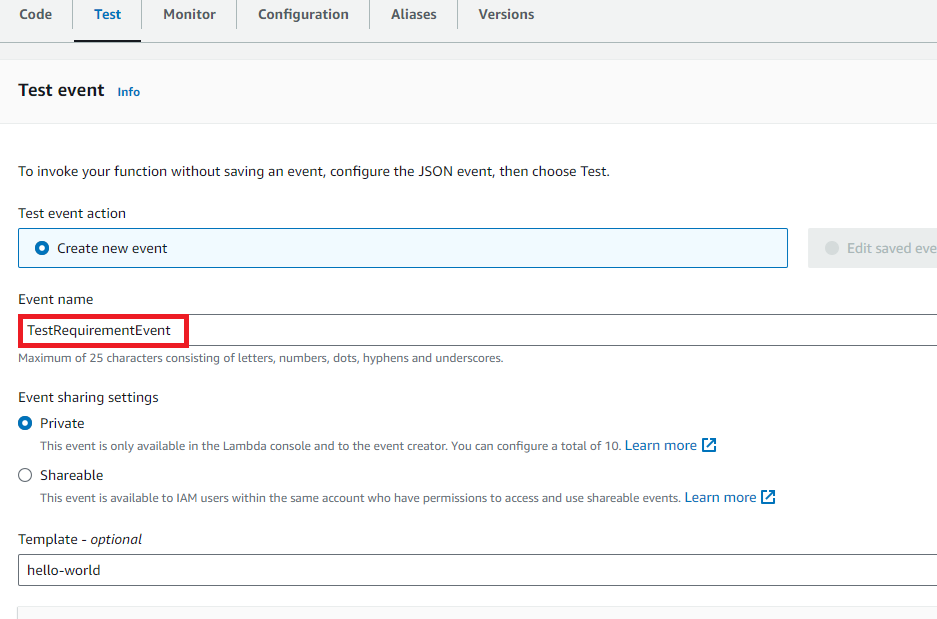 Code Test Monitor Configuration Aliases Versions
Test event Info
To invoke your function without saving an event, configure the JSON event, then choose Test.
Test event action
Create new event Edit saved eve
Event name
TestRequirementEvent
Maximum of 25 characters consisting of letters, numbers, dots, hyphens and underscores.
Event sharing settings
Private
This event is only available in the Lambda console and to the event creator. You can configure a total of 10. Learn more
Shareable
This event is available to IAM users within the same account who have permissions to access and use shareable events. Learn more
Template - optional
hello-world